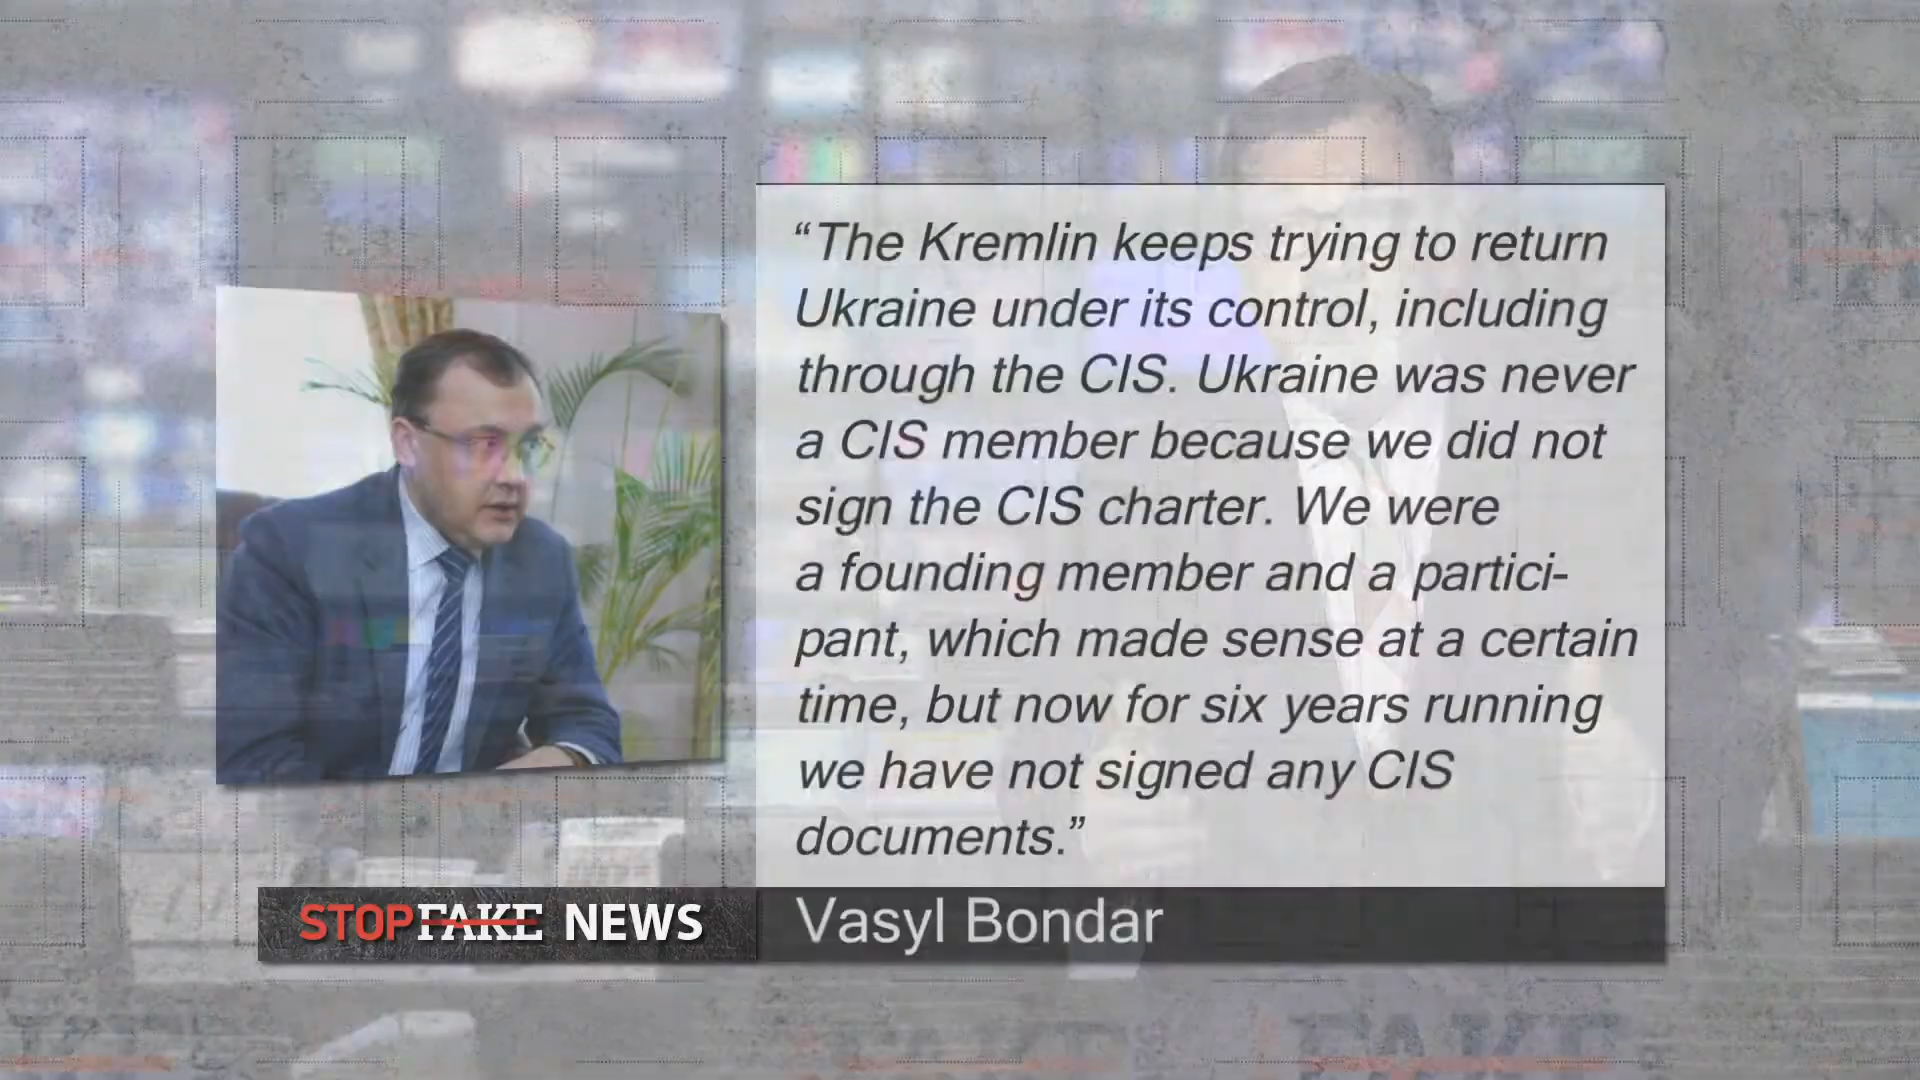 “The Kremlin keeps trying to return
Ukraine under its control, including
through the CIS. Ukraine was never
a CIS member because we did not
sign the CIS charter. We were
a founding member and a partici-
pant, which made sense at a certain
time, but now for six years running
we have not signed any CIS
documents.”
STOPFAKE NEWS
Vasyl Bondar